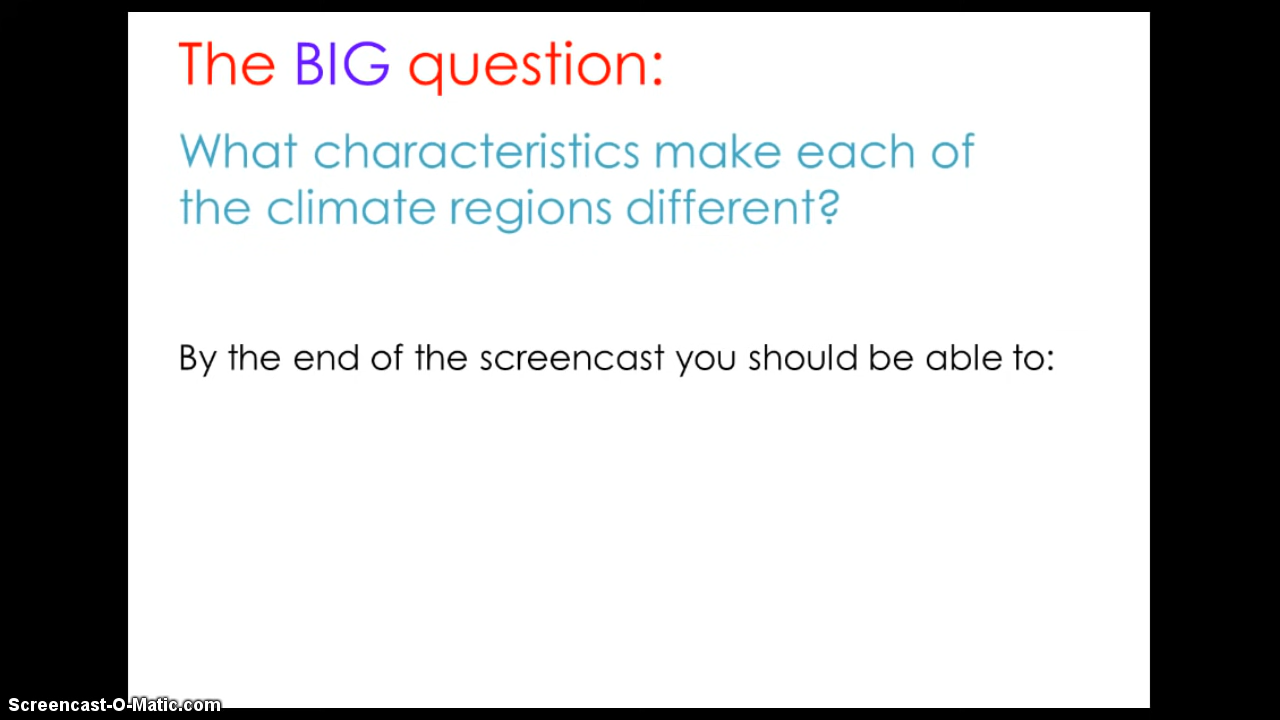 The BIG question:
What characteristics make each of
the climate regions different?
By the end of the screencast you should be able to:
Screencast-O-Matic.com